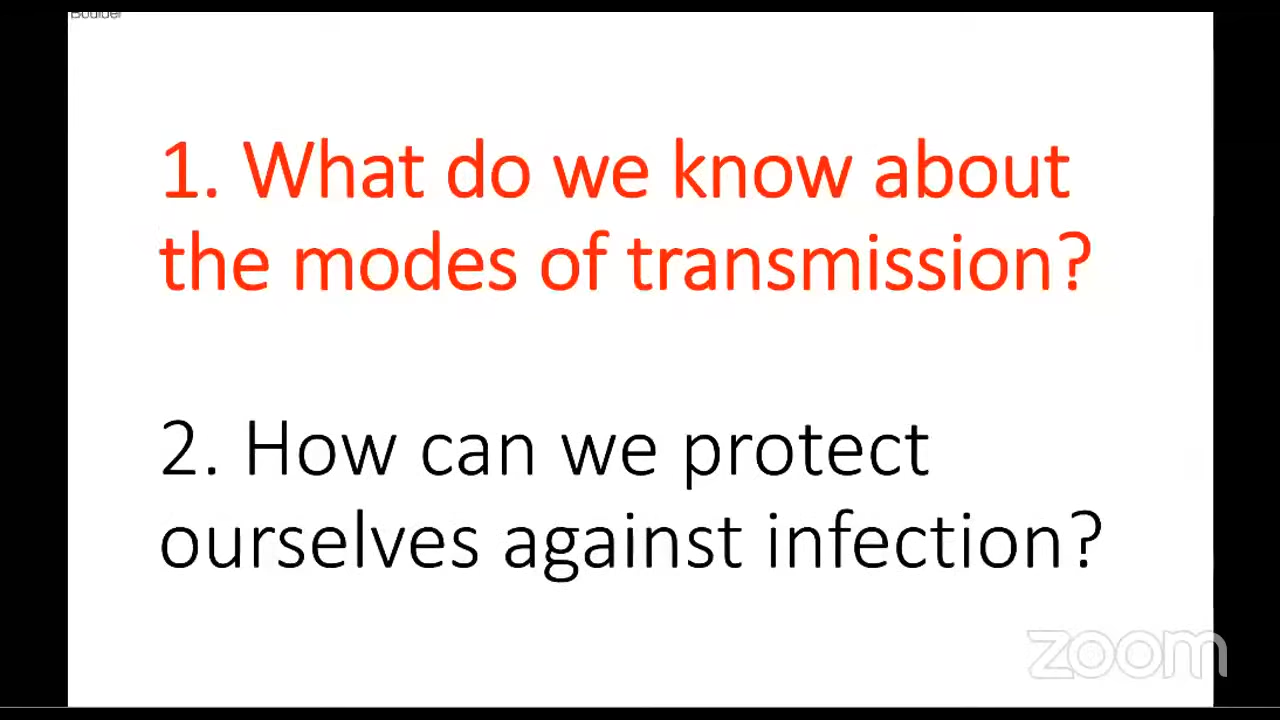 Boulder
1. What do we know about
the modes of transmission?
2. How can we protect
ourselves against infection?
zoom